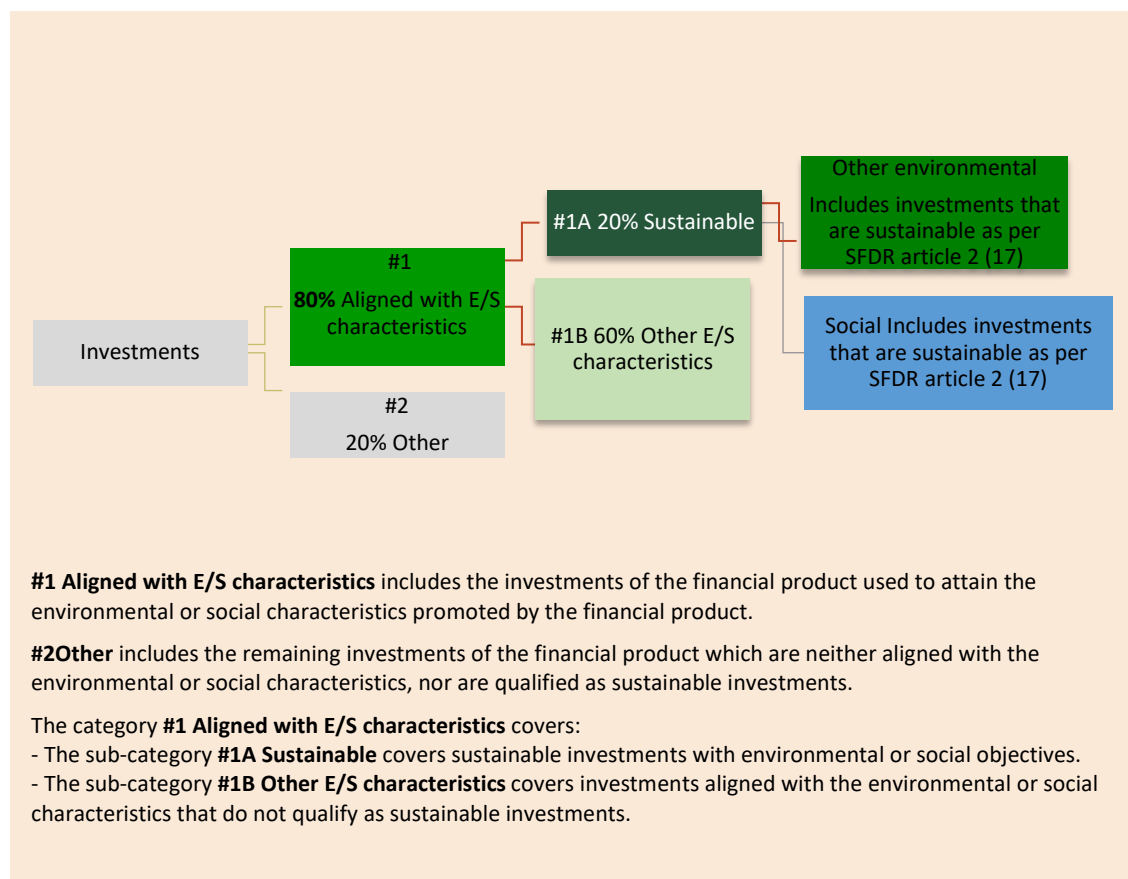 Investments
#1
80% Aligned with E/S
characteristics
#2
20% Other
#1A 20% Sustainable
#1B 60% Other E/S
characteristics
Other environmental
Includes investments that
are sustainable as per
SFDR article 2 (17)
Social Includes investments
that are sustainable as per
SFDR article 2 (17)
#1 Aligned with E/S characteristics includes the investments of the financial product used to attain the
environmental or social characteristics promoted by the financial product.
#2Other includes the remaining investments of the financial product which are neither aligned with the
environmental or social characteristics, nor are qualified as sustainable investments.
The category #1 Aligned with E/S characteristics covers:
- The sub-category #1A Sustainable covers sustainable investments with environmental or social objectives.
- The sub-category #1B Other E/S characteristics covers investments aligned with the environmental or social
characteristics that do not qualify as sustainable investments.